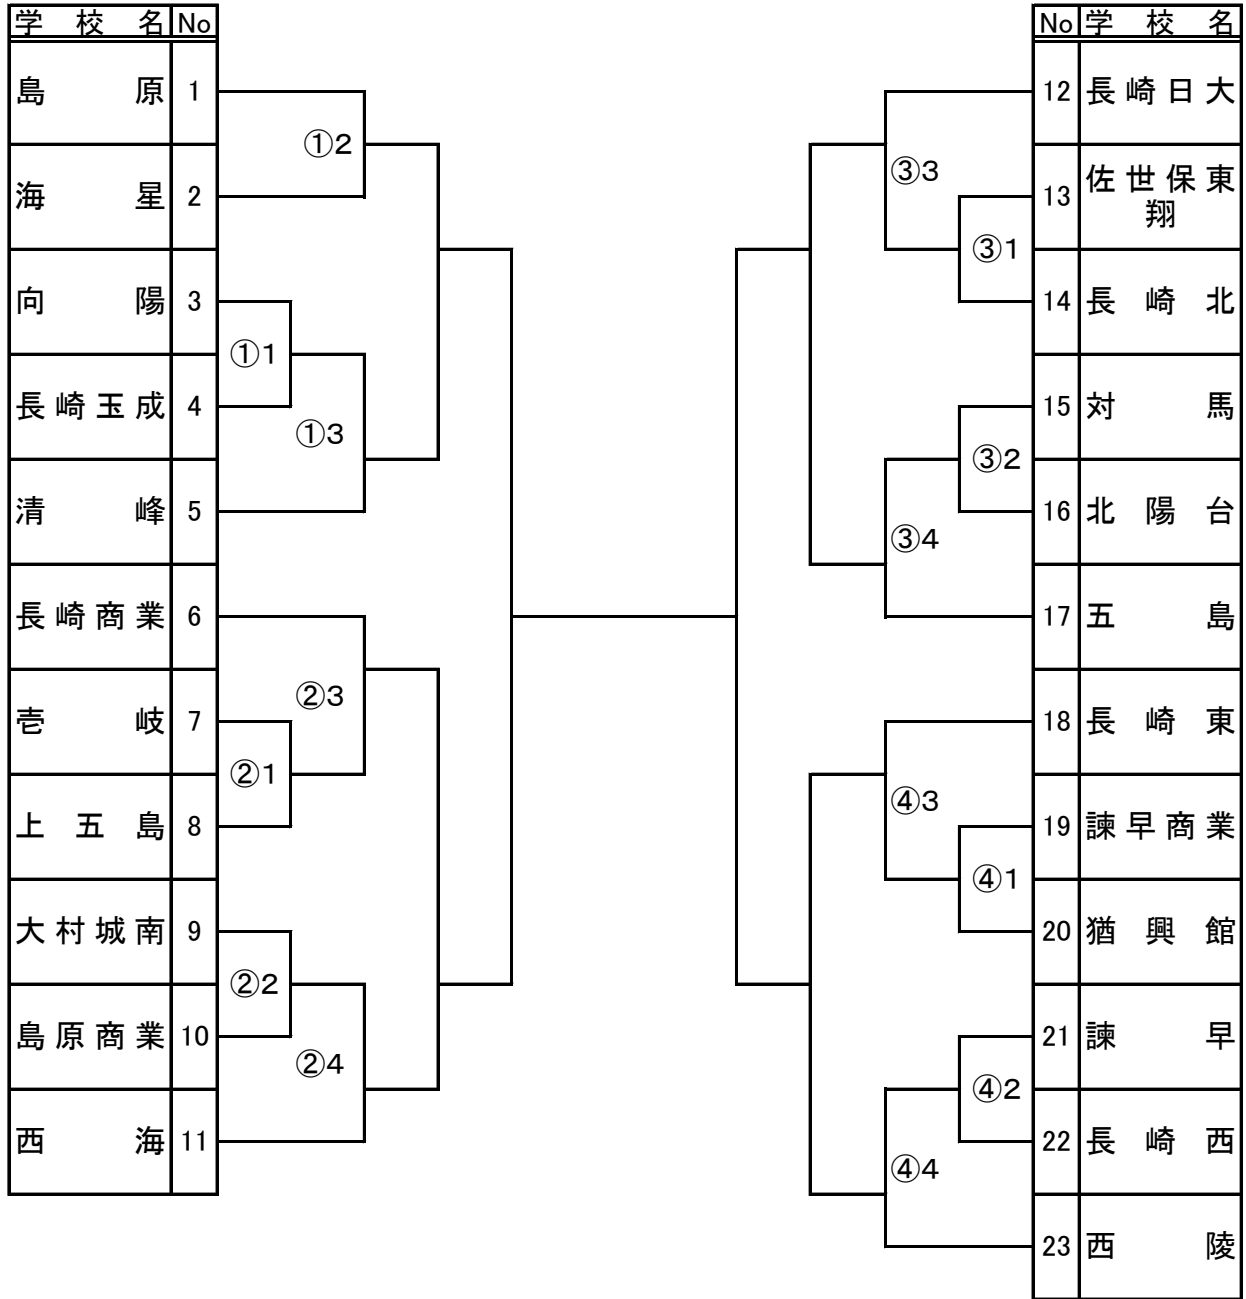 学校名 No
島原 1
海星 2
向陽 3
長崎玉成 4
清峰 5
長崎商業 6
壱岐 7
上五島 8
大村城南 9
島原商業 10
西海 11
①2
①1
①3
②3
②1
②2
②4
No 学校名
12 長崎日大
13 佐世保東
翔
14 長崎北
15 対馬
16 北陽台
17 五島
18 長崎東
19 諫早商業
20 猶興館
21 諫早
22 長崎西
23 西陵
③3
③1
③2
③4
④3
④1
④2
④4